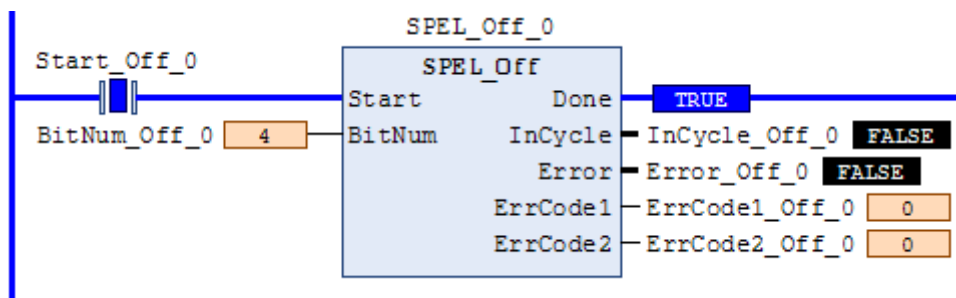 SPEL_Off_0
Start_Off_0
SPEL_Off
Start Done TRUE
BitNum_Off_0 4 BitNum InCycle InCycle_Off_0 FALSE
Error Error_Off_0 FALSE
ErrCode1 ErrCode1_Off_0 0
ErrCode2 ErrCode2_Off_0 0